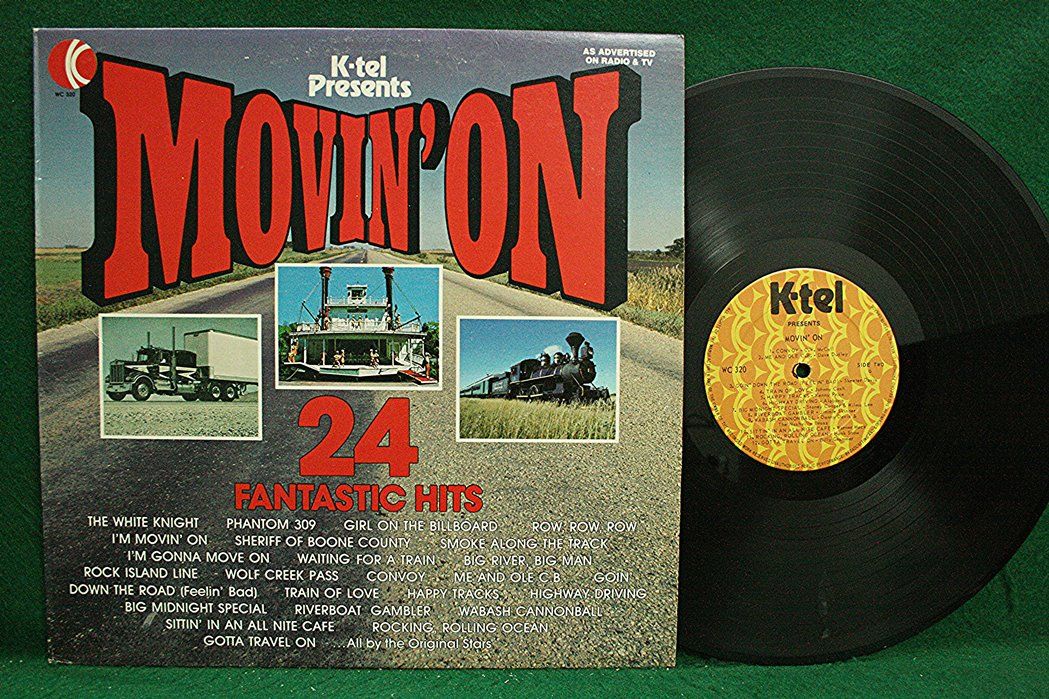 WC 320
K-tel
Presents
AS ADVERTISED
ON RADIO & TV
MOVIN' ON
24
FANTASTIC HITS
THE WHITE KNIGHT PHANTOM 309 GIRL ON THE BILLBOARD ROW, ROW, ROW
I'M MOVIN' ON SHERIFF OF BOONE COUNTY SMOKE ALONG THE TRACK
I'M GONNA MOVE ON WAITING FOR A TRAIN BIG RIVER, BIG MAN
ROCK ISLAND LINE WOLF CREEK PASS CONVOY ME AND OLE C.B. GOIN'
DOWN THE ROAD (Feelin' Bad) TRAIN OF LOVE HAPPY TRACKS HIGHWAY DRIVING
BIG MIDNIGHT SPECIAL RIVERBOAT GAMBLER WABASH CANNONBALL
SITTIN' IN AN ALL NITE CAFE ROCKING, ROLLING OCEAN
GOTTA TRAVEL ON ...All by the Original Stars
K-tel
PRESENTS
MOVIN' ON
WC 320
SIDE TWO